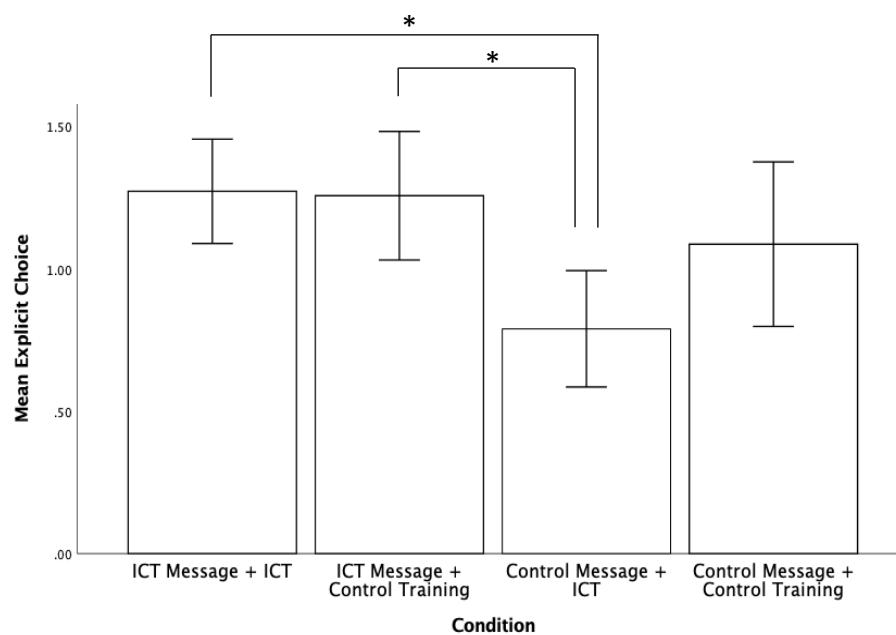 *
*
1.50
1.00
.50
.00
Mean Explicit Choice
ICT Message + ICT
ICT Message +
Control Training
Control Message +
ICT
Control Message +
Control Training
Condition